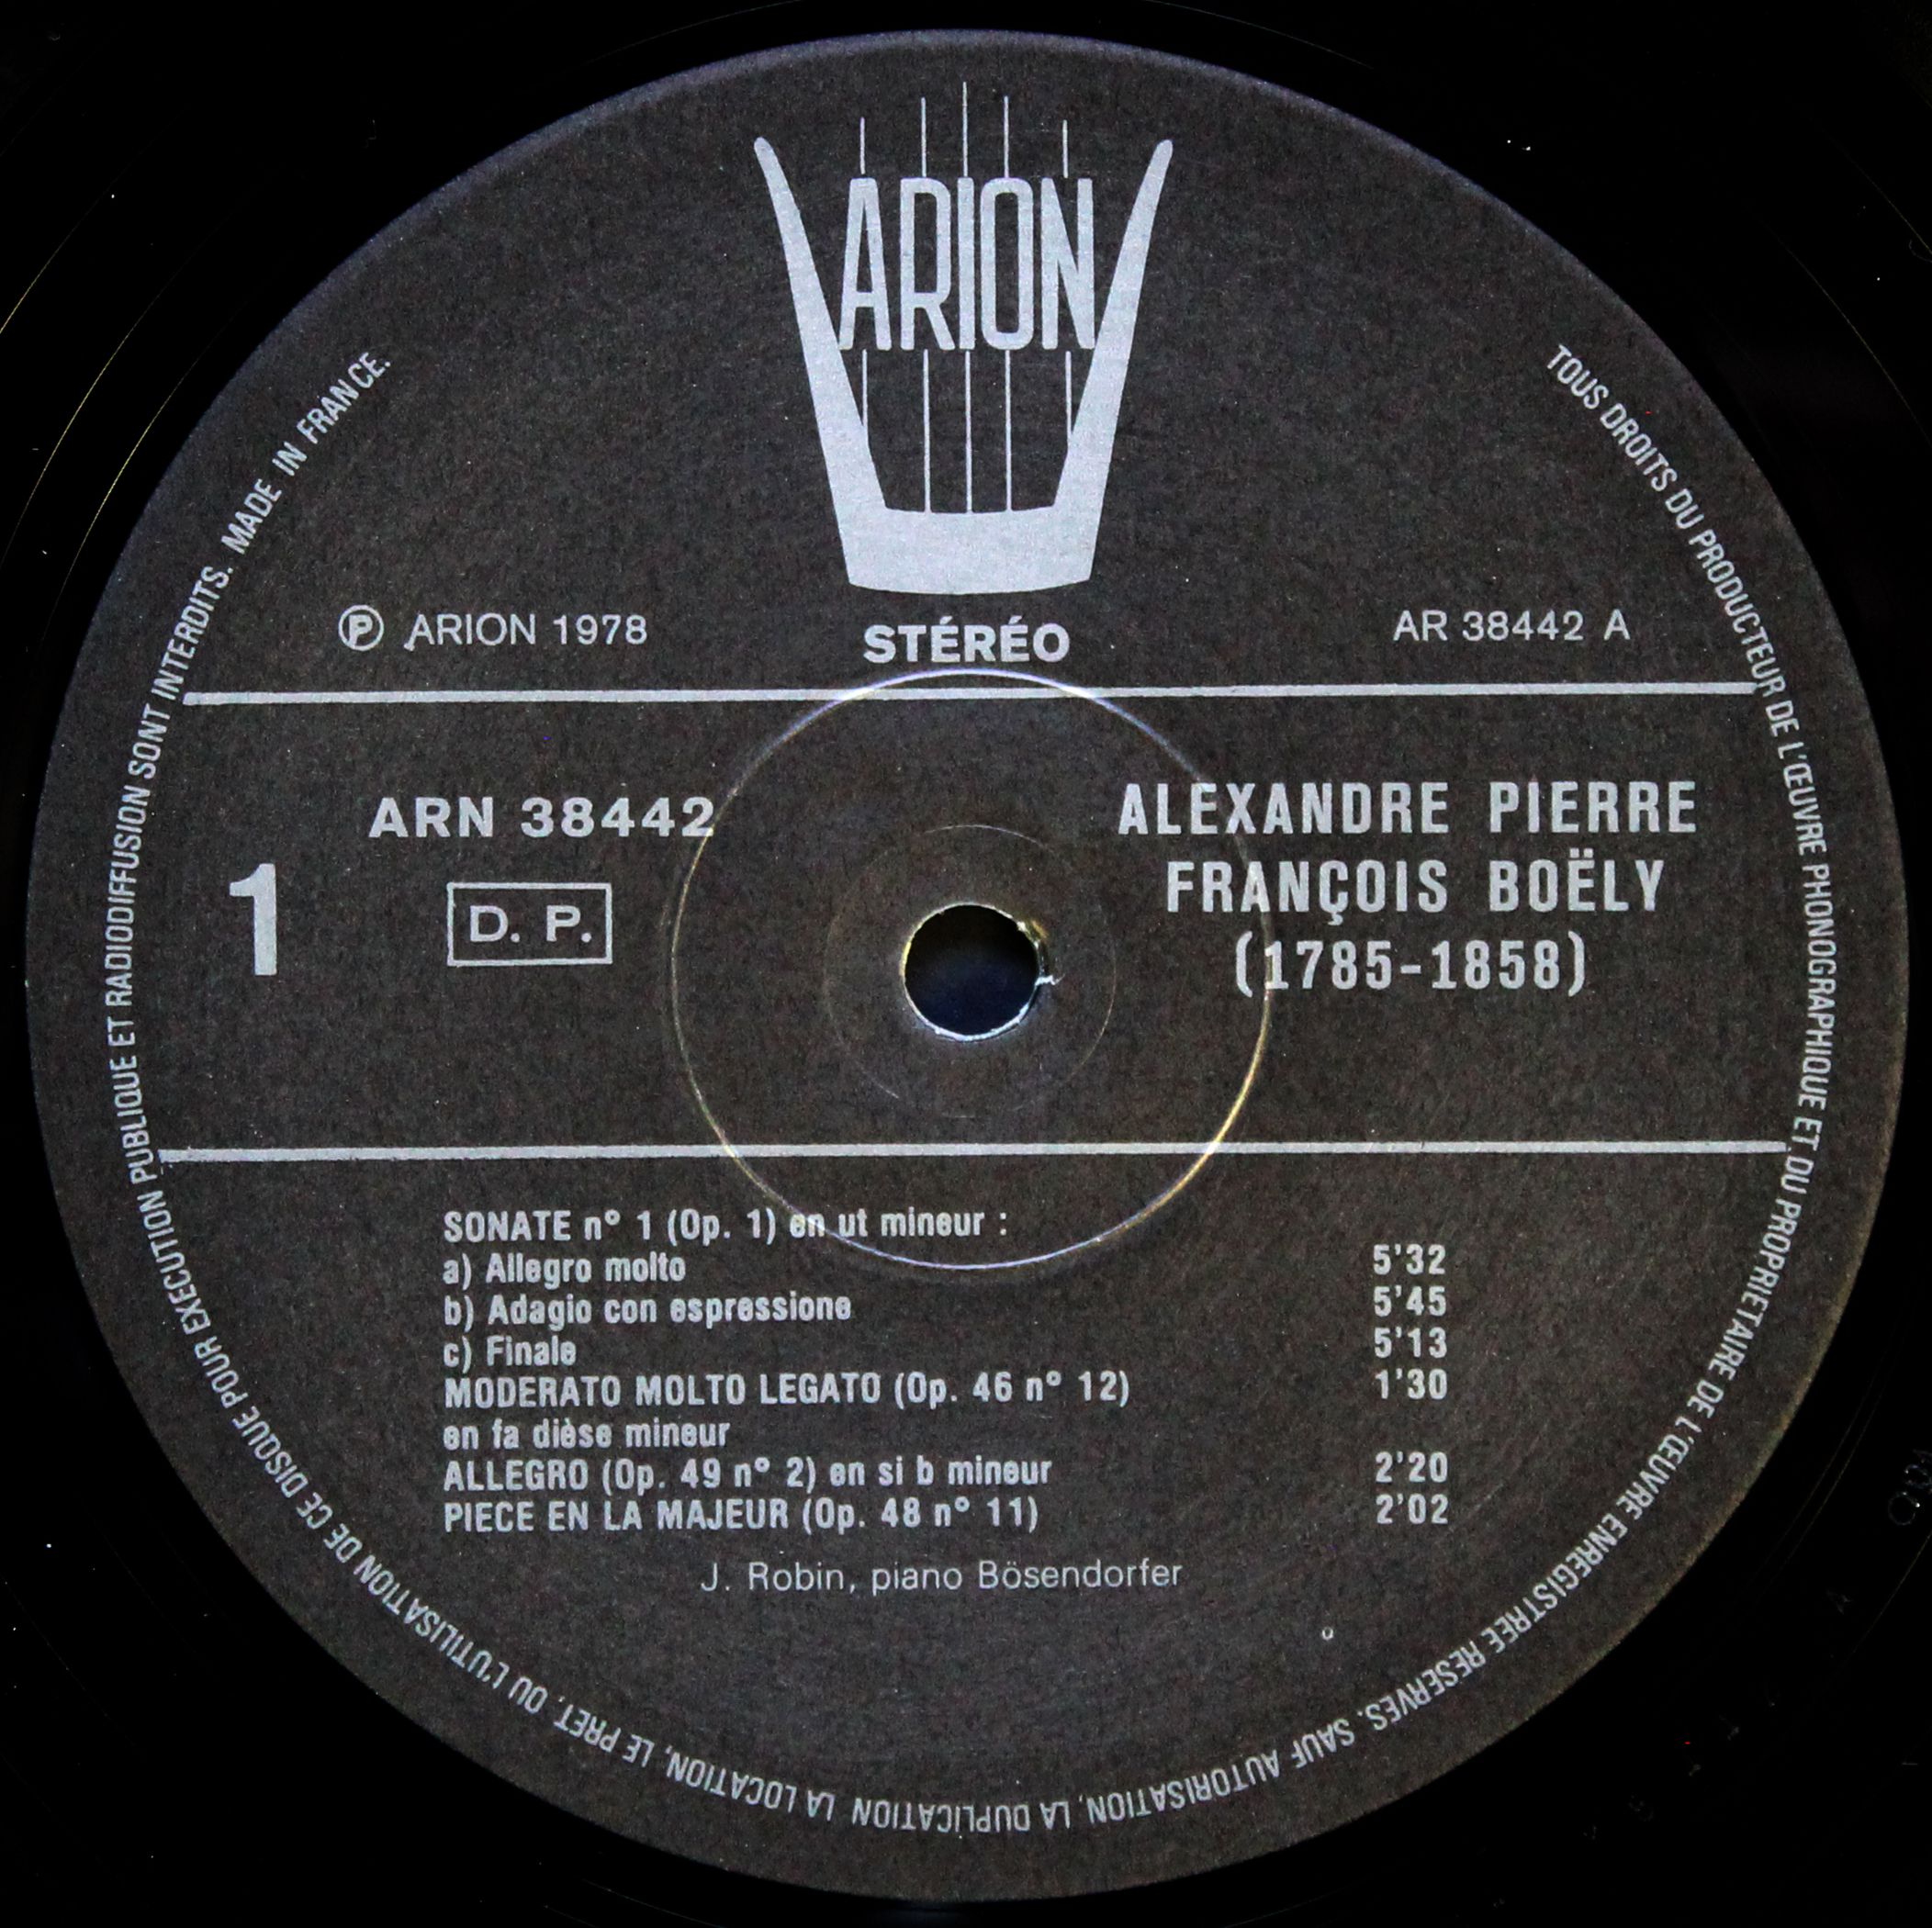 ARION
℗ ARION 1978
STÉRÉO
AR 38442 A
ARN 38442
1
D. P.
ALEXANDRE PIERRE
FRANÇOIS BOËLY
(1785-1858)
SONATE nº 1 (Op. 1) en ut mineur :
a) Allegro molto 5'32
b) Adagio con espressione 5'45
c) Finale 5'13
MODERATO MOLTO LEGATO (Op. 46 nº 12) 1'30
en fa dièse mineur
ALLEGRO (Op. 49 nº 2) en si b mineur 2'20
PIECE EN LA MAJEUR (Op. 48 nº 11) 2'02
J. Robin, piano Bösendorfer
TOUS DROITS DU PRODUCTEUR DE L'ŒUVRE PHONOGRAPHIQUE ET DU PROPRIETAIRE DE L'ŒUVRE ENREGISTREE RESERVES. SAUF AUTORISATION, LA DUPLICATION LA LOCATION, LE PRET, OU L'UTILISATION DE CE DISQUE POUR EXECUTION PUBLIQUE ET RADIODIFFUSION SONT INTERDITS. MADE IN FRANCE.